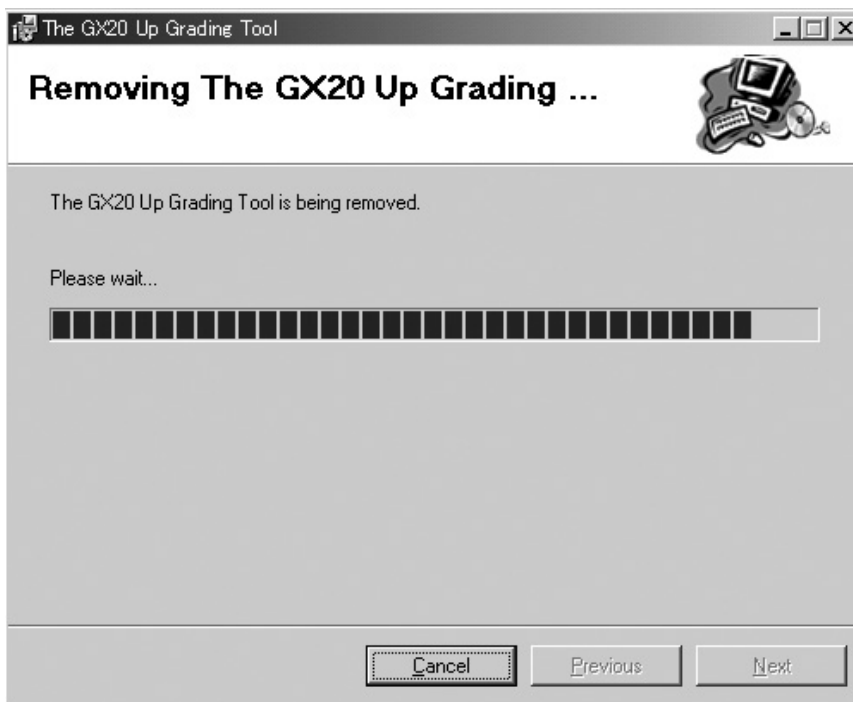 The GX20 Up Grading Tool
Removing The GX20 Up Grading ...
The GX20 Up Grading Tool is being removed.
Please wait...
Cancel
Previous
Next